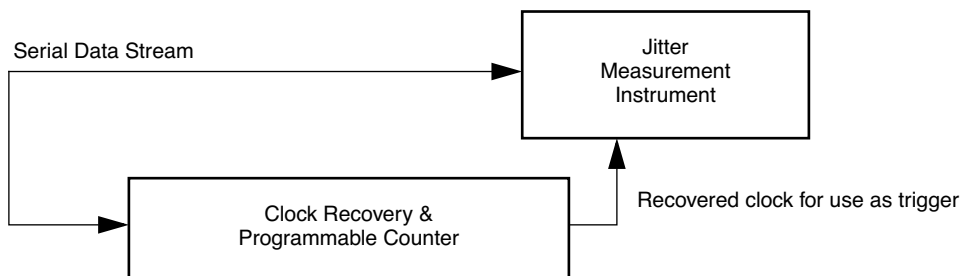 Serial Data Stream
Jitter
Measurement
Instrument
Clock Recovery &
Programmable Counter
Recovered clock for use as trigger